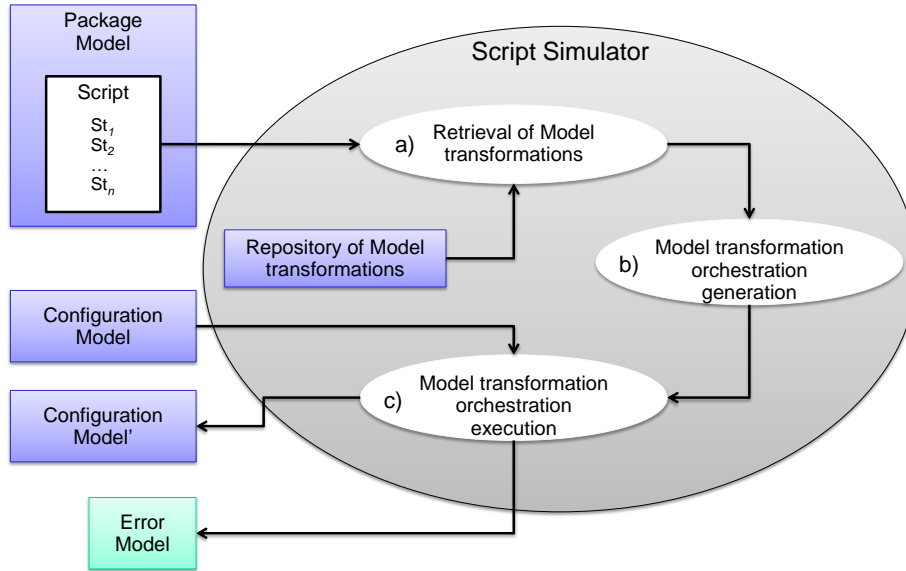 Package
Model
Script
St1
St2
…
Stn
Script Simulator
a)
Retrieval of Model
transformations
Repository of Model
transformations
b)
Model transformation
orchestration
generation
Configuration
Model
c)
Model transformation
orchestration
execution
Configuration
Model’
Error
Model